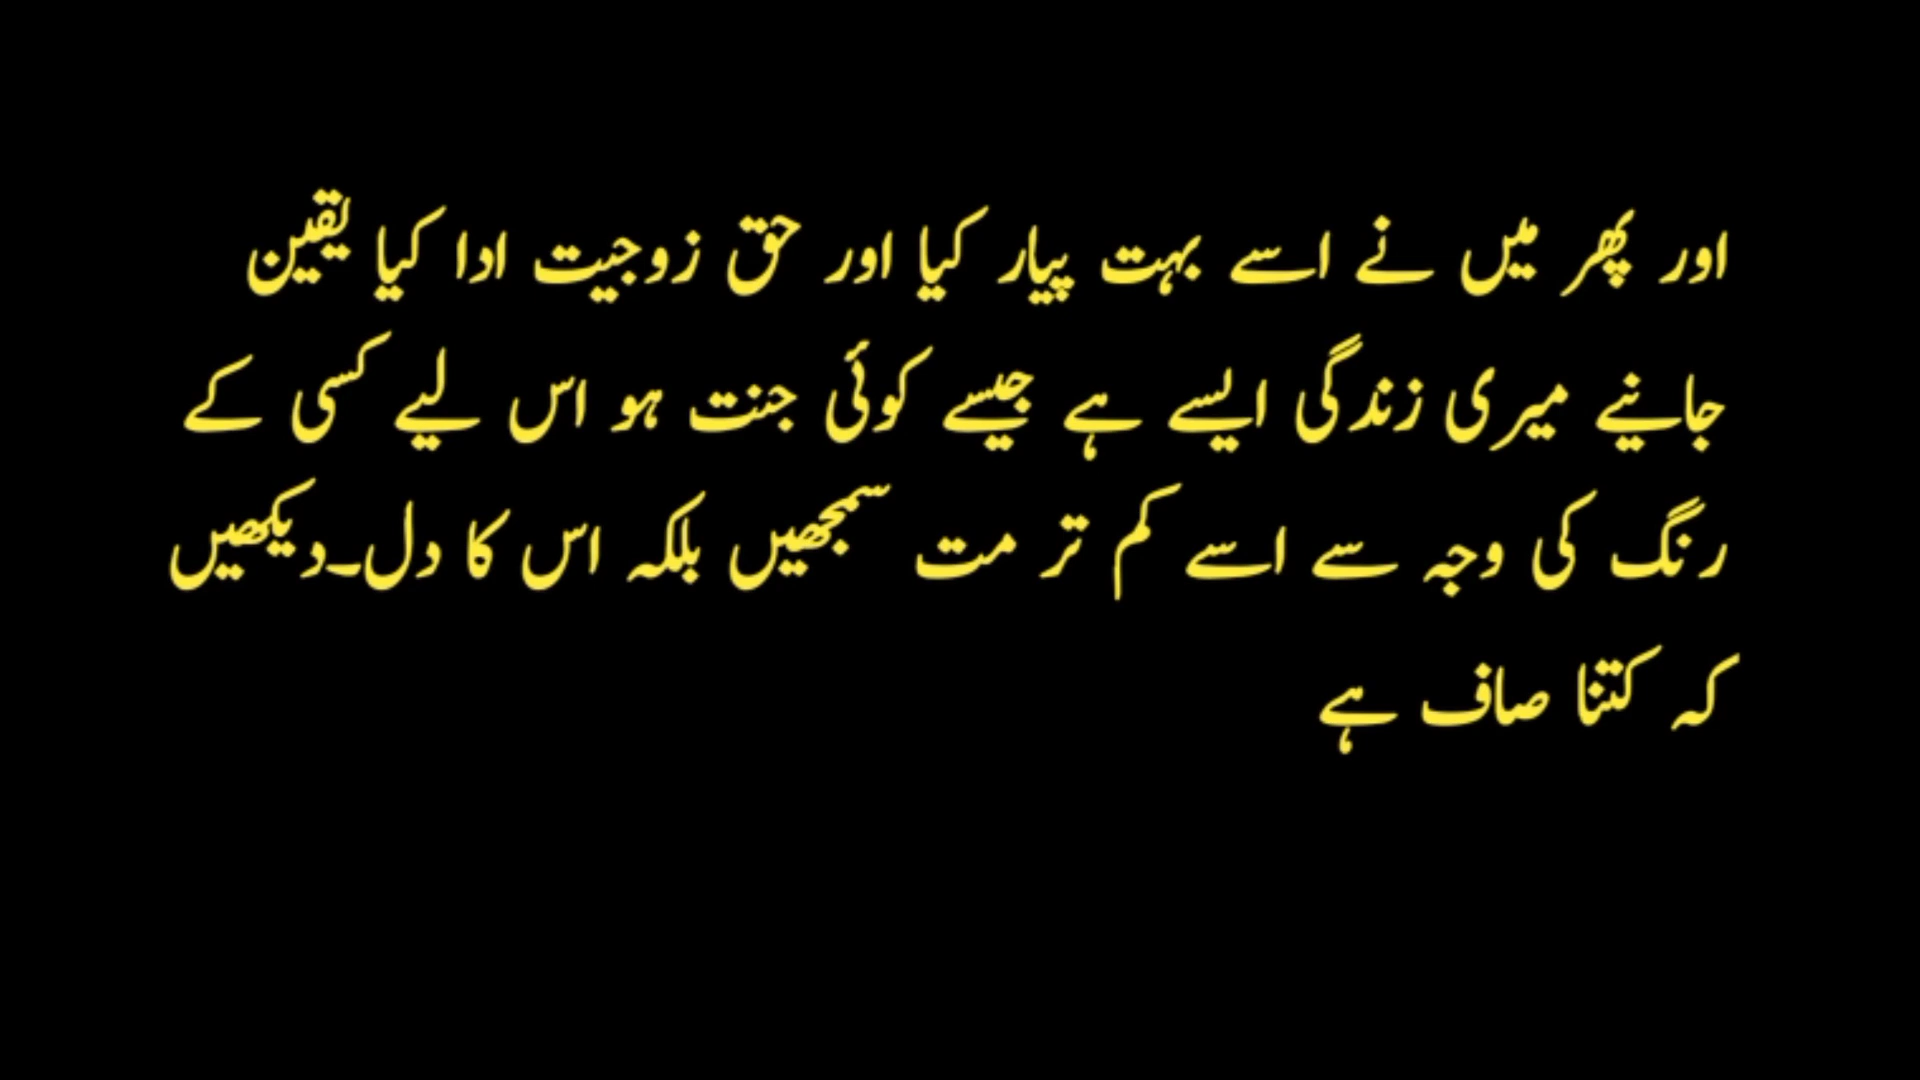 اور پھر میں نے اسے بہت پیار کیا اور حق زوجیت ادا کیا یقین
جانیے میری زندگی ایسے ہے جیسے کوئی جنت ہو اس لیے کسی کے
رنگ کی وجہ سے اسے کم تر مت سمجھیں بلکہ اس کا دل۔دیکھیں
کہ کتنا صاف ہے